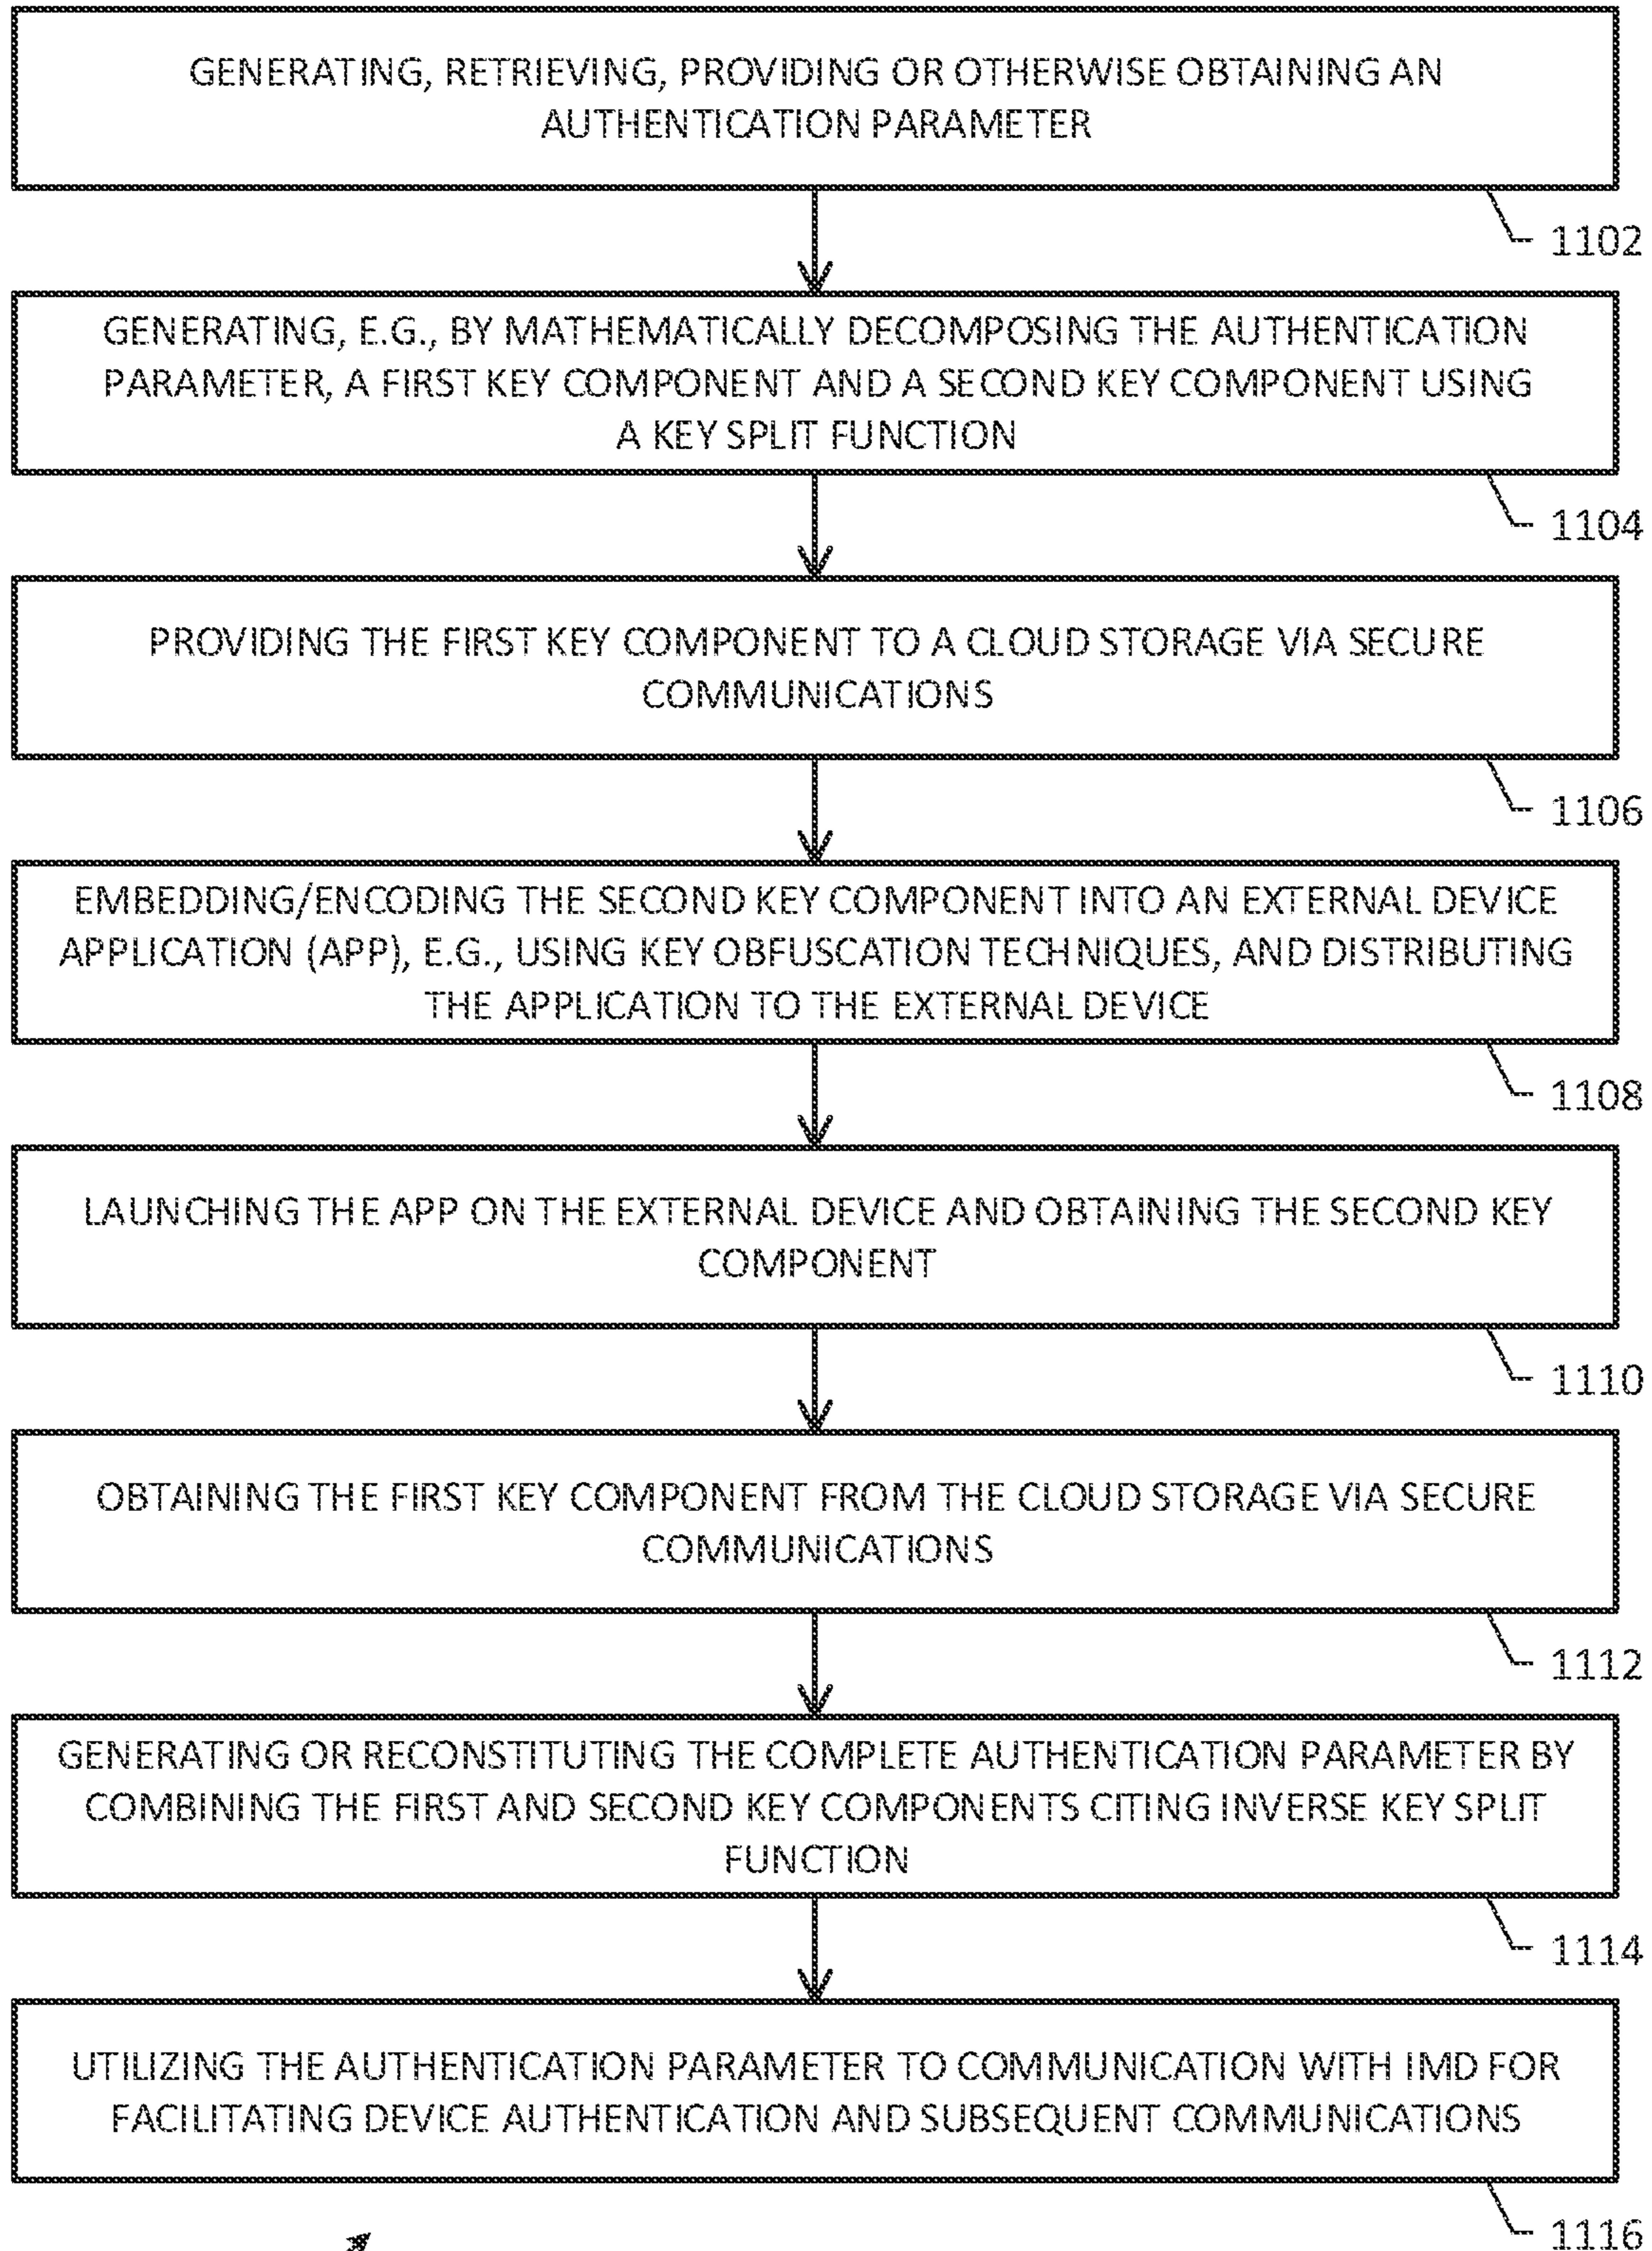 GENERATING, RETRIEVING, PROVIDING OR OTHERWISE OBTAINING AN
AUTHENTICATION PARAMETER
1102
GENERATING, E.G., BY MATHEMATICALLY DECOMPOSING THE AUTHENTICATION
PARAMETER, A FIRST KEY COMPONENT AND A SECOND KEY COMPONENT USING
A KEY SPLIT FUNCTION
1104
PROVIDING THE FIRST KEY COMPONENT TO A CLOUD STORAGE VIA SECURE
COMMUNICATIONS
1106
EMBEDDING/ENCODING THE SECOND KEY COMPONENT INTO AN EXTERNAL DEVICE
APPLICATION (APP), E.G., USING KEY OBFUSCATION TECHNIQUES, AND DISTRIBUTING
THE APPLICATION TO THE EXTERNAL DEVICE
1108
LAUNCHING THE APP ON THE EXTERNAL DEVICE AND OBTAINING THE SECOND KEY
COMPONENT
1110
OBTAINING THE FIRST KEY COMPONENT FROM THE CLOUD STORAGE VIA SECURE
COMMUNICATIONS
1112
GENERATING OR RECONSTITUTING THE COMPLETE AUTHENTICATION PARAMETER BY
COMBINING THE FIRST AND SECOND KEY COMPONENTS CITING INVERSE KEY SPLIT
FUNCTION
1114
UTILIZING THE AUTHENTICATION PARAMETER TO COMMUNICATION WITH IMD FOR
FACILITATING DEVICE AUTHENTICATION AND SUBSEQUENT COMMUNICATIONS
1116